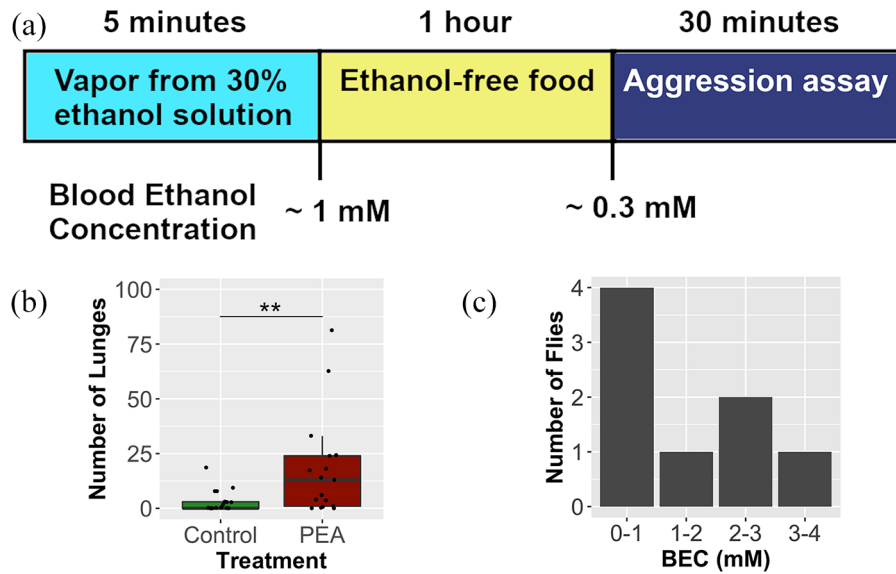 (a)
5 minutes
1 hour
30 minutes
Vapor from 30%
ethanol solution
Ethanol-free food
Aggression assay
Blood Ethanol
Concentration
~ 1 mM
~ 0.3 mM
(b)
Number of Lunges
100
75
50
25
0
**
Control
PEA
Treatment
(c)
Number of Flies
4
3
2
1
0
0-1
1-2
2-3
3-4
BEC (mM)